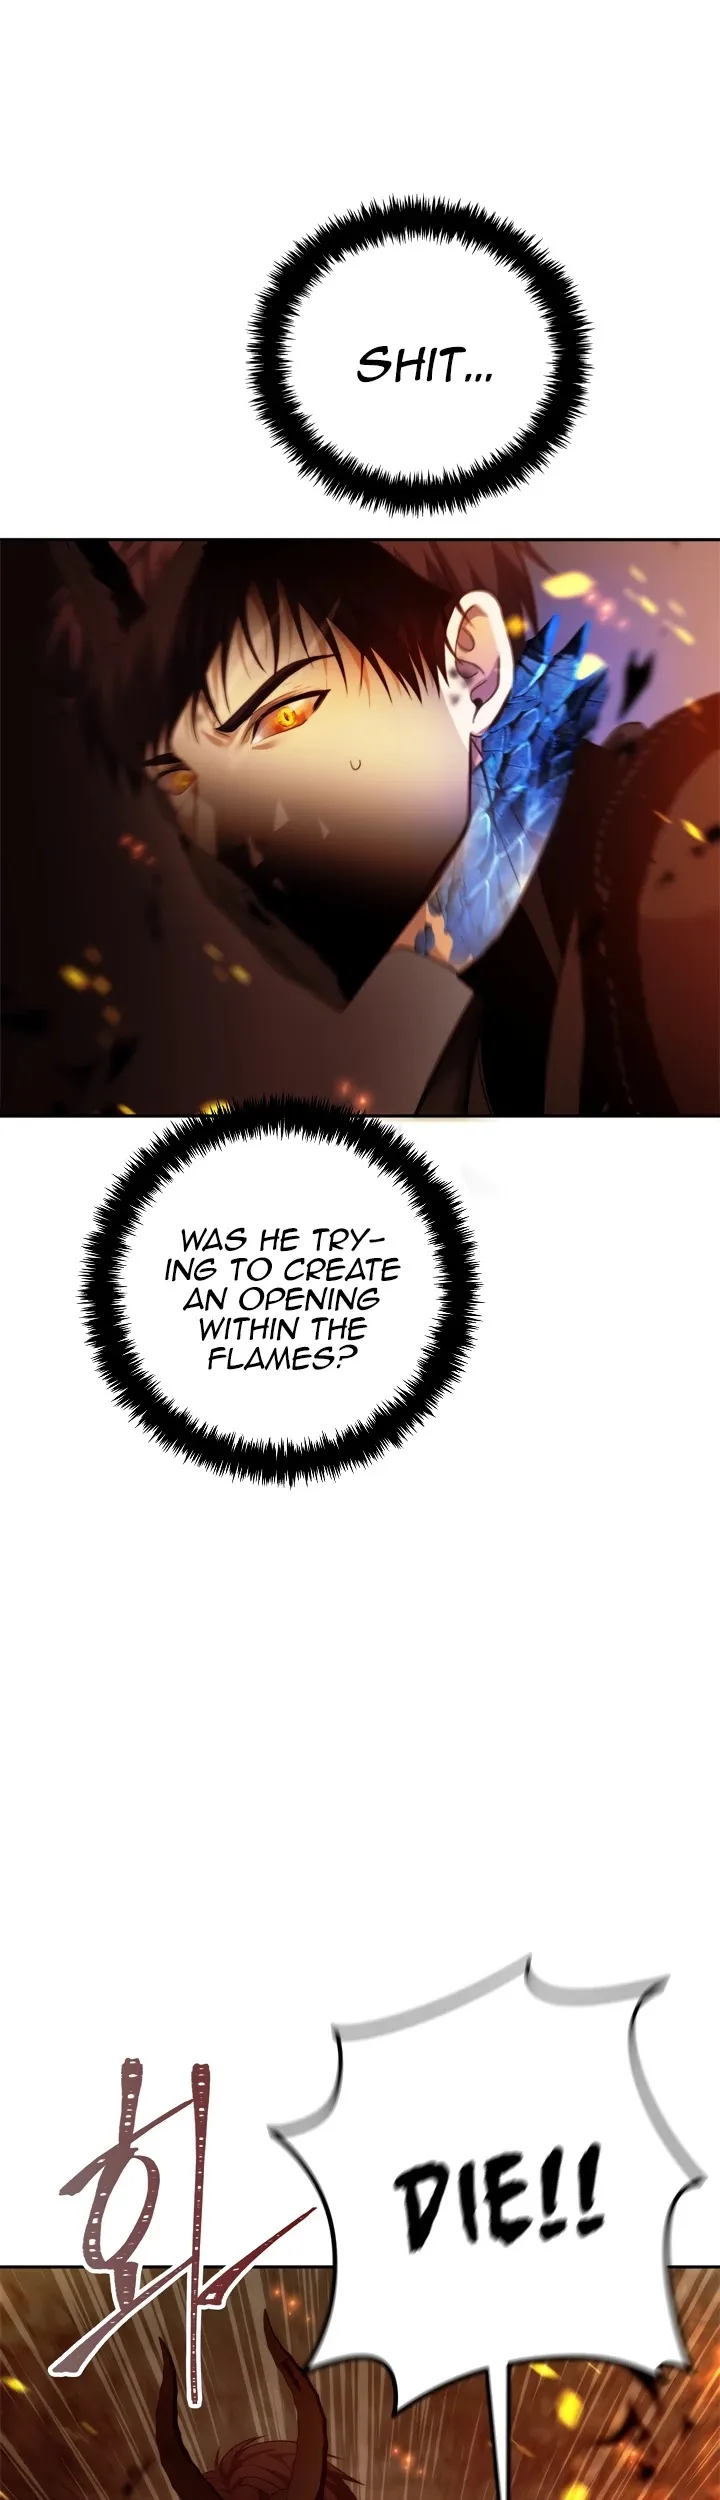 SHIT...
WAS HE TRY-
ING TO CREATE
AN OPENING
WITHIN THE
FLAMES?
DIE!!